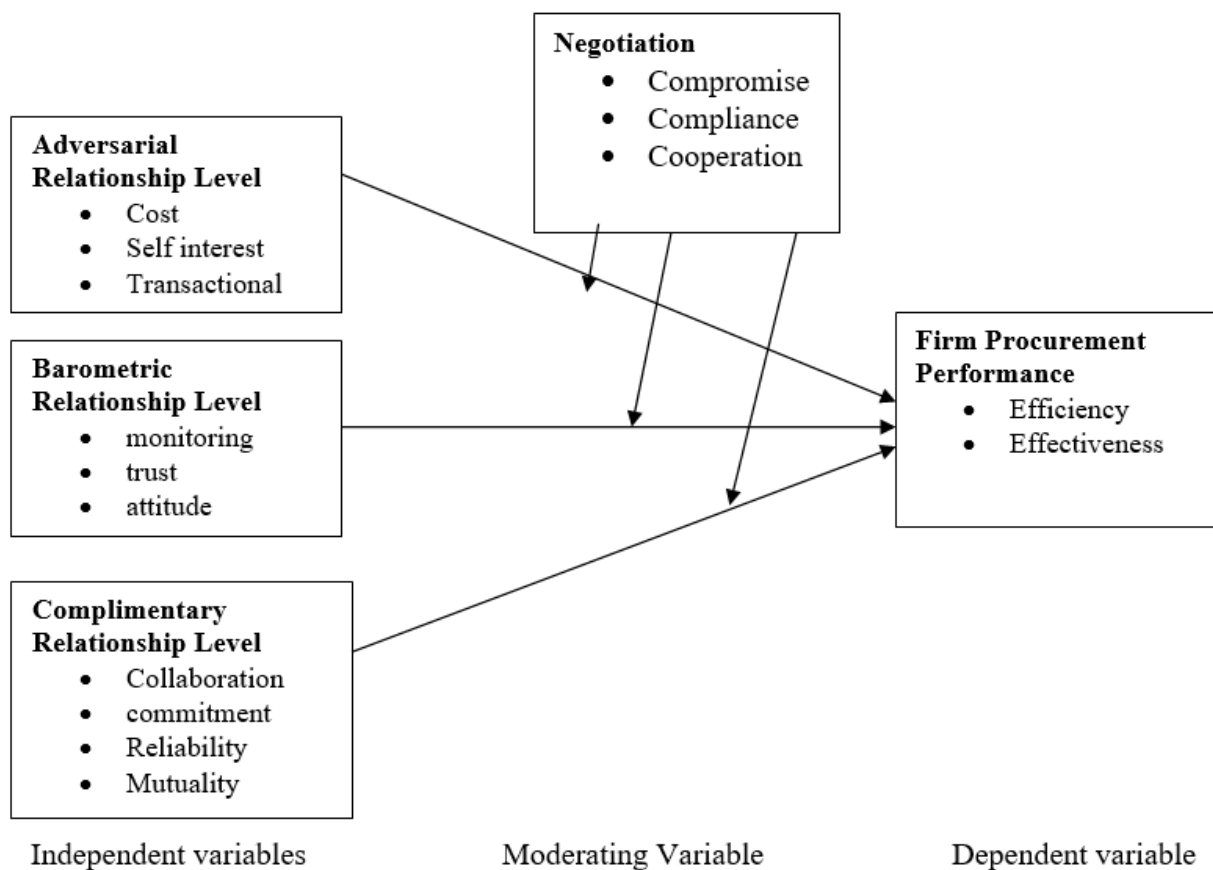 Negotiation
Compromise
Compliance
Cooperation
Adversarial
Relationship Level
Cost
Self interest
Transactional
Barometric
Relationship Level
monitoring
trust
attitude
Complimentary
Relationship Level
Collaboration
commitment
Reliability
Mutuality
Firm Procurement
Performance
Efficiency
Effectiveness
Independent variables
Moderating Variable
Dependent variable